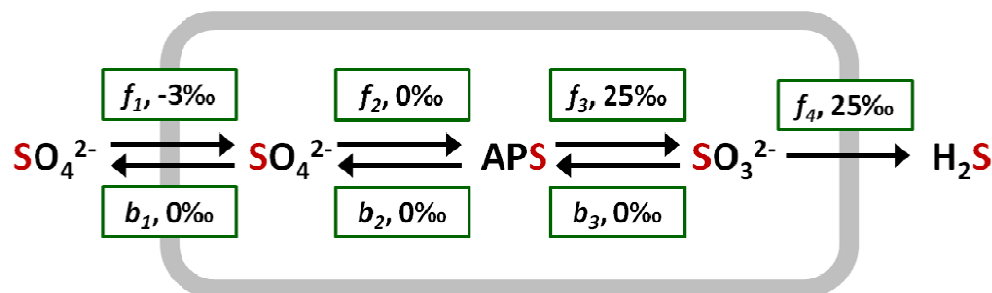 f₁, -3‰ f₂, 0‰ f₃, 25‰ f₄, 25‰
SO₄²⁻ SO₄²⁻ APS SO₃²⁻ H₂S
b₁, 0‰ b₂, 0‰ b₃, 0‰